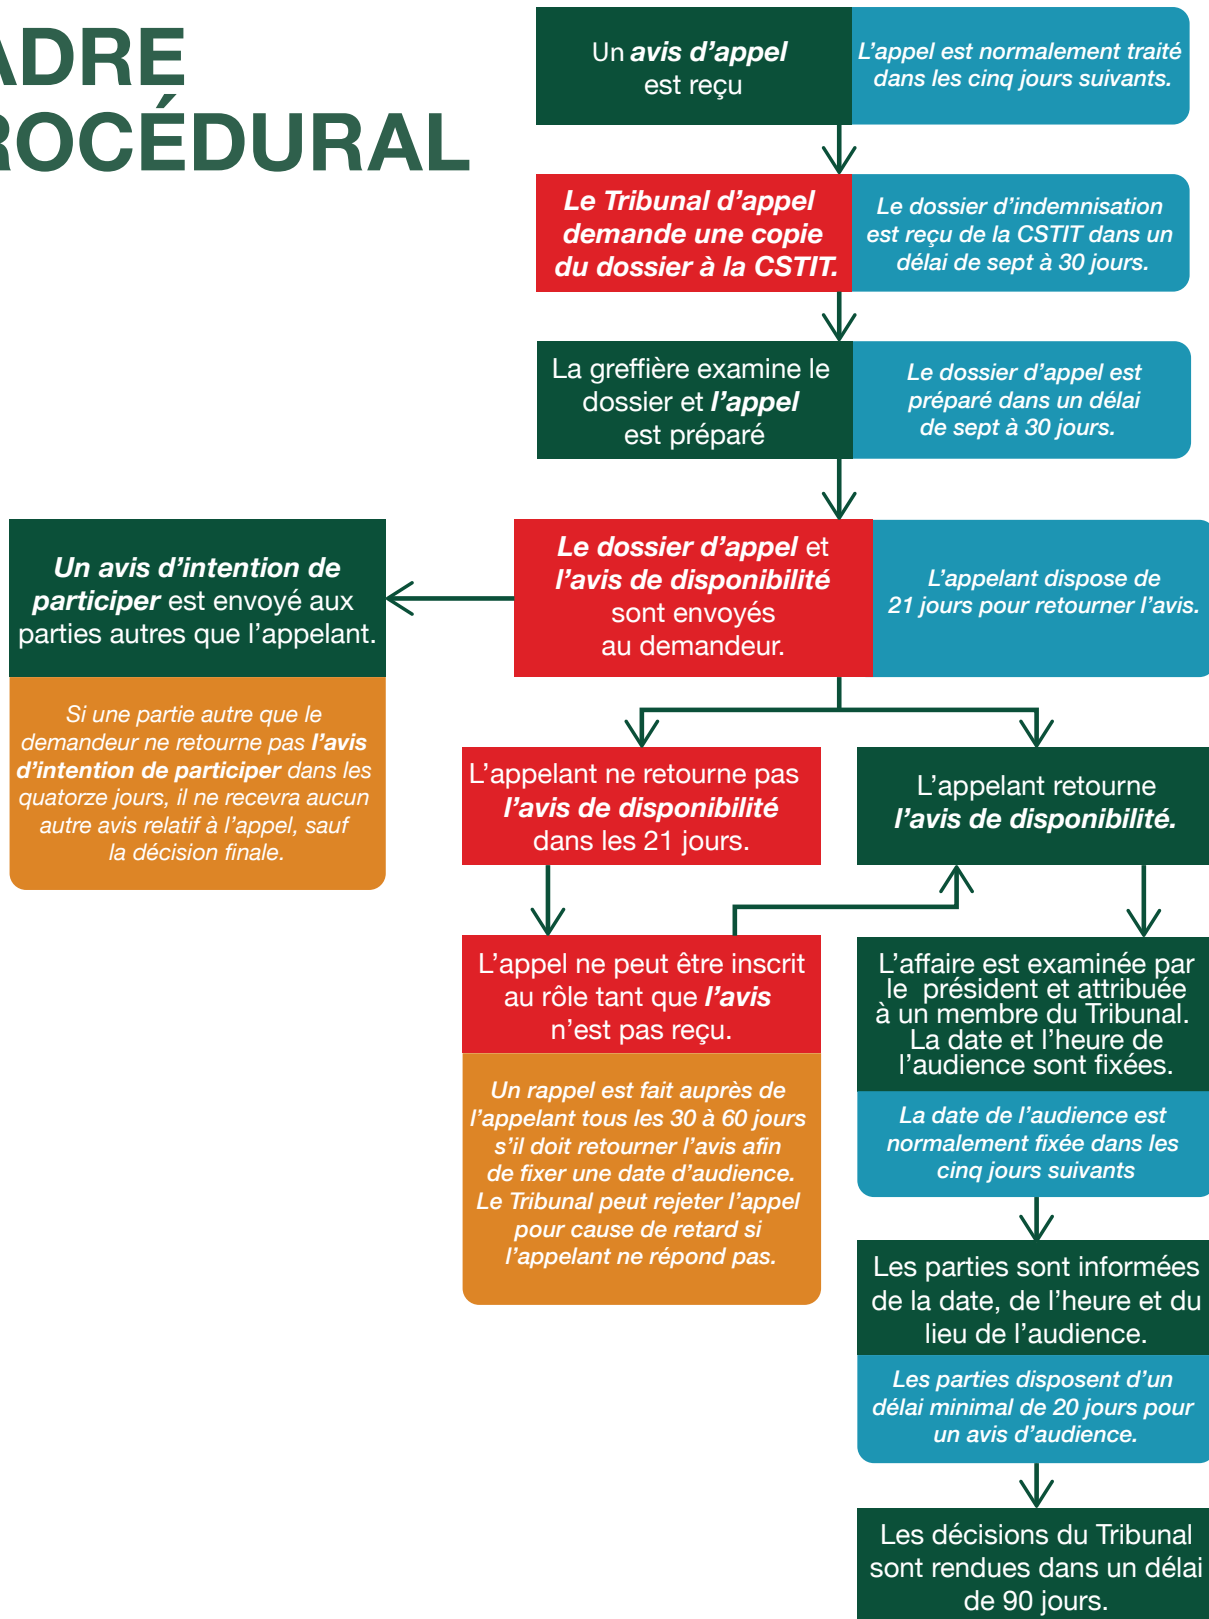 ADRE
ROCÉDURAL
Un avis d'appel
est reçu
L'appel est normalement traité
dans les cinq jours suivants.
Le Tribunal d'appel
demande une copie
du dossier à la CSTIT.
Le dossier d'indemnisation
est reçu de la CSTIT dans un
délai de sept à 30 jours.
La greffière examine le
dossier et l'appel
est préparé
Le dossier d'appel est
préparé dans un délai
de sept à 30 jours.
Un avis d'intention de
participer est envoyé aux
parties autres que l'appelant.
Le dossier d'appel et
l'avis de disponibilité
sont envoyés
au demandeur.
L'appelant dispose de
21 jours pour retourner l'avis.
Si une partie autre que le
demandeur ne retourne pas l'avis
d'intention de participer dans les
quatorze jours, il ne recevra aucun
autre avis relatif à l'appel, sauf
la décision finale.
L'appelant ne retourne pas
l'avis de disponibilité
dans les 21 jours.
L'appelant retourne
l'avis de disponibilité.
L'appel ne peut être inscrit
au rôle tant que l'avis
n'est pas reçu.
Un rappel est fait auprès de
l'appelant tous les 30 à 60 jours
s'il doit retourner l'avis afin
de fixer une date d'audience.
Le Tribunal peut rejeter l'appel
pour cause de retard si
l'appelant ne répond pas.
L'affaire est examinée par
le président et attribuée
à un membre du Tribunal.
La date et l'heure de
l'audience sont fixées.
La date de l'audience est
normalement fixée dans les
cinq jours suivants
Les parties sont informées
de la date, de l'heure et du
lieu de l'audience.
Les parties disposent d'un
délai minimal de 20 jours pour
un avis d'audience.
Les décisions du Tribunal
sont rendues dans un délai
de 90 jours.